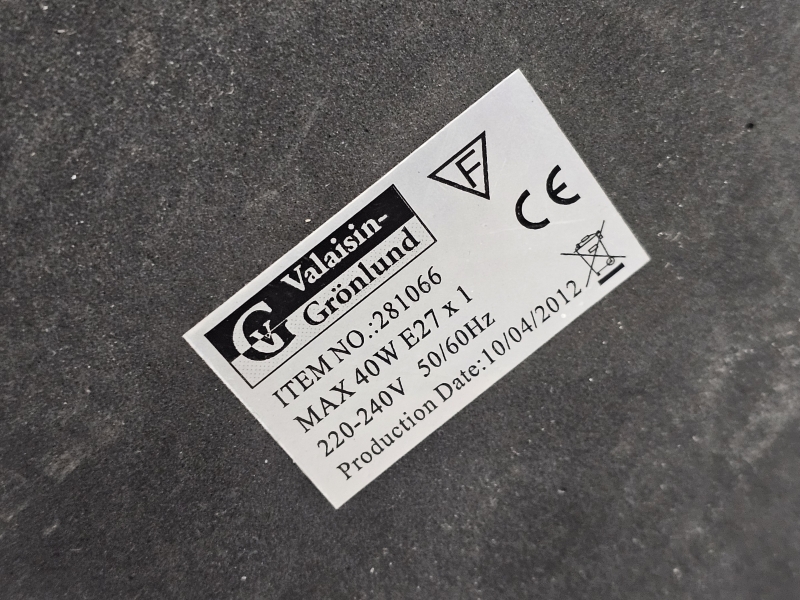 GV
Valaisin-
Grönlund
F
CE
ITEM NO.:281066
MAX 40W E27 x 1
220-240V 50/60Hz
Production Date:10/04/2012